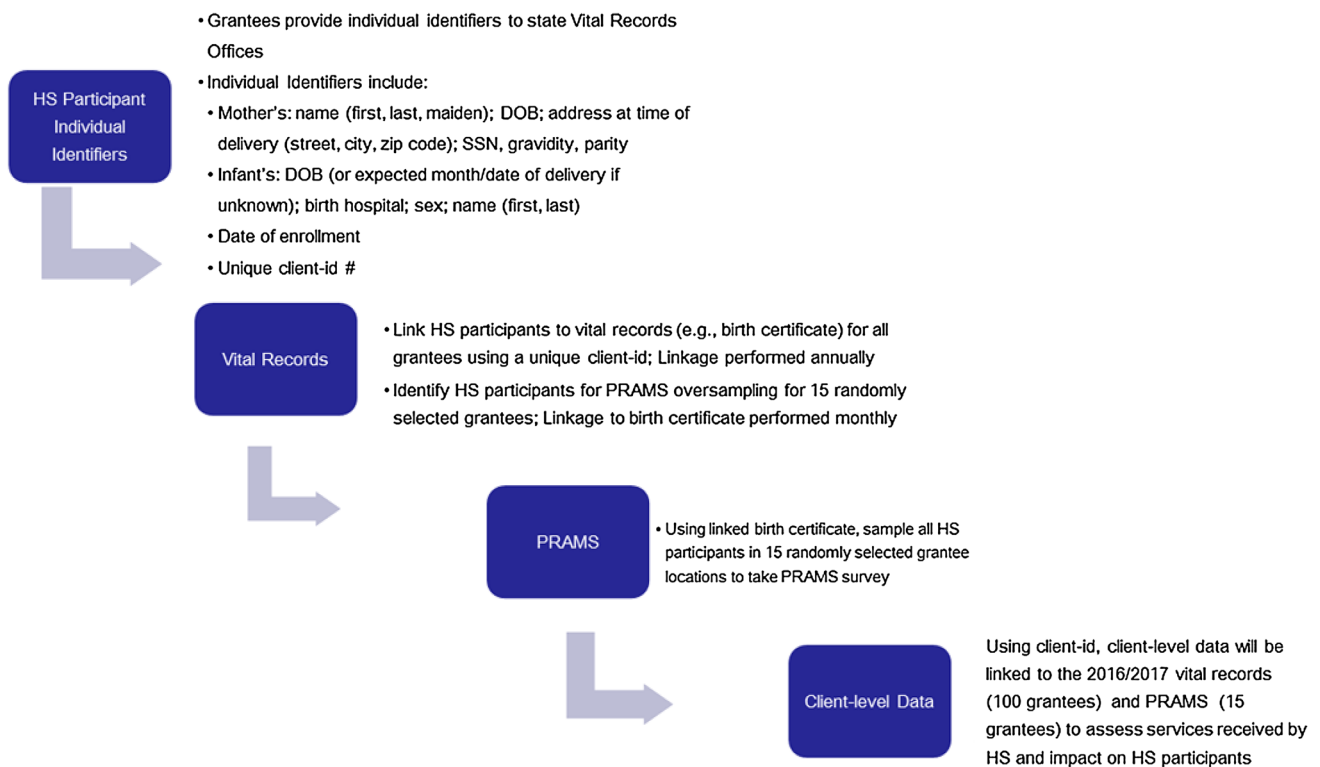 • Grantees provide individual identifiers to state Vital Records
Offices
• Individual Identifiers include:
• Mother's: name (first, last, maiden); DOB; address at time of
delivery (street, city, zip code); SSN, gravidity, parity
• Infant's: DOB (or expected month/date of delivery if
unknown); birth hospital; sex; name (first, last)
• Date of enrollment
• Unique client-id #
HS Participant
Individual
Identifiers
Vital Records
• Link HS participants to vital records (e.g., birth certificate) for all
grantees using a unique client-id; Linkage performed annually
• Identify HS participants for PRAMS oversampling for 15 randomly
selected grantees; Linkage to birth certificate performed monthly
PRAMS
• Using linked birth certificate, sample all HS
participants in 15 randomly selected grantee
locations to take PRAMS survey
Client-level Data
Using client-id, client-level data will be
linked to the 2016/2017 vital records
(100 grantees) and PRAMS (15
grantees) to assess services received by
HS and impact on HS participants